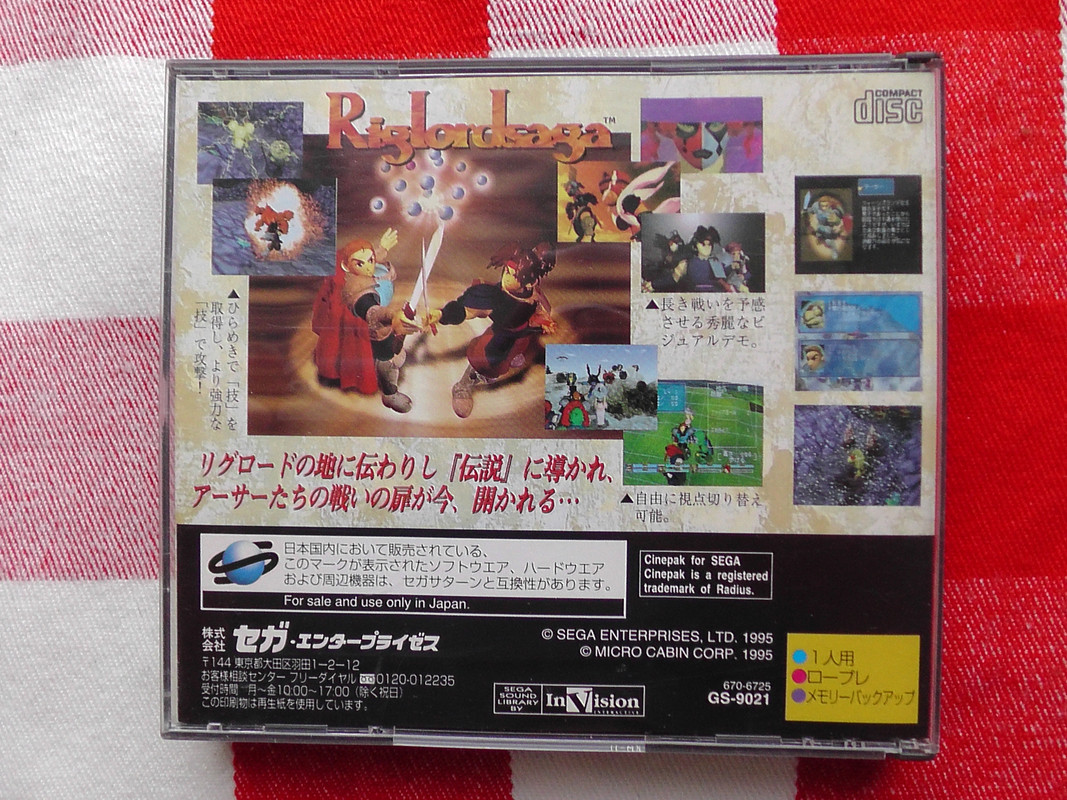 Riglordsaga™
COMPACT
disc
▲ひらめきで「技」を
取得し、より強力な
「技」で攻撃！
▲長き戦いを予感
させる秀麗なビ
ジュアルデモ。
アーサー
▲自由に視点切り替え
可能。
リグロードの地に伝わりし『伝説』に導かれ、
アーサーたちの戦いの扉が今、開かれる…
日本国内において販売されている、
このマークが表示されたソフトウエア、ハードウエア
および周辺機器は、セガサターンと互換性があります。
For sale and use only in Japan.
Cinepak for SEGA
Cinepak is a registered
trademark of Radius.
株式会社 セガ・エンタープライゼス
〒144 東京都大田区羽田1-2-12
お客様相談センター フリーダイヤル 0120-012235
受付時間 月～金10:00～17:00（除く祝日）
この印刷物は再生紙を使用しています。
© SEGA ENTERPRISES, LTD. 1995
© MICRO CABIN CORP. 1995
670-6725
GS-9021
SEGA
SOUND
LIBRARY
BY
InVision
INTERACTIVE
1人用
ロープレ
メモリーバックアップ